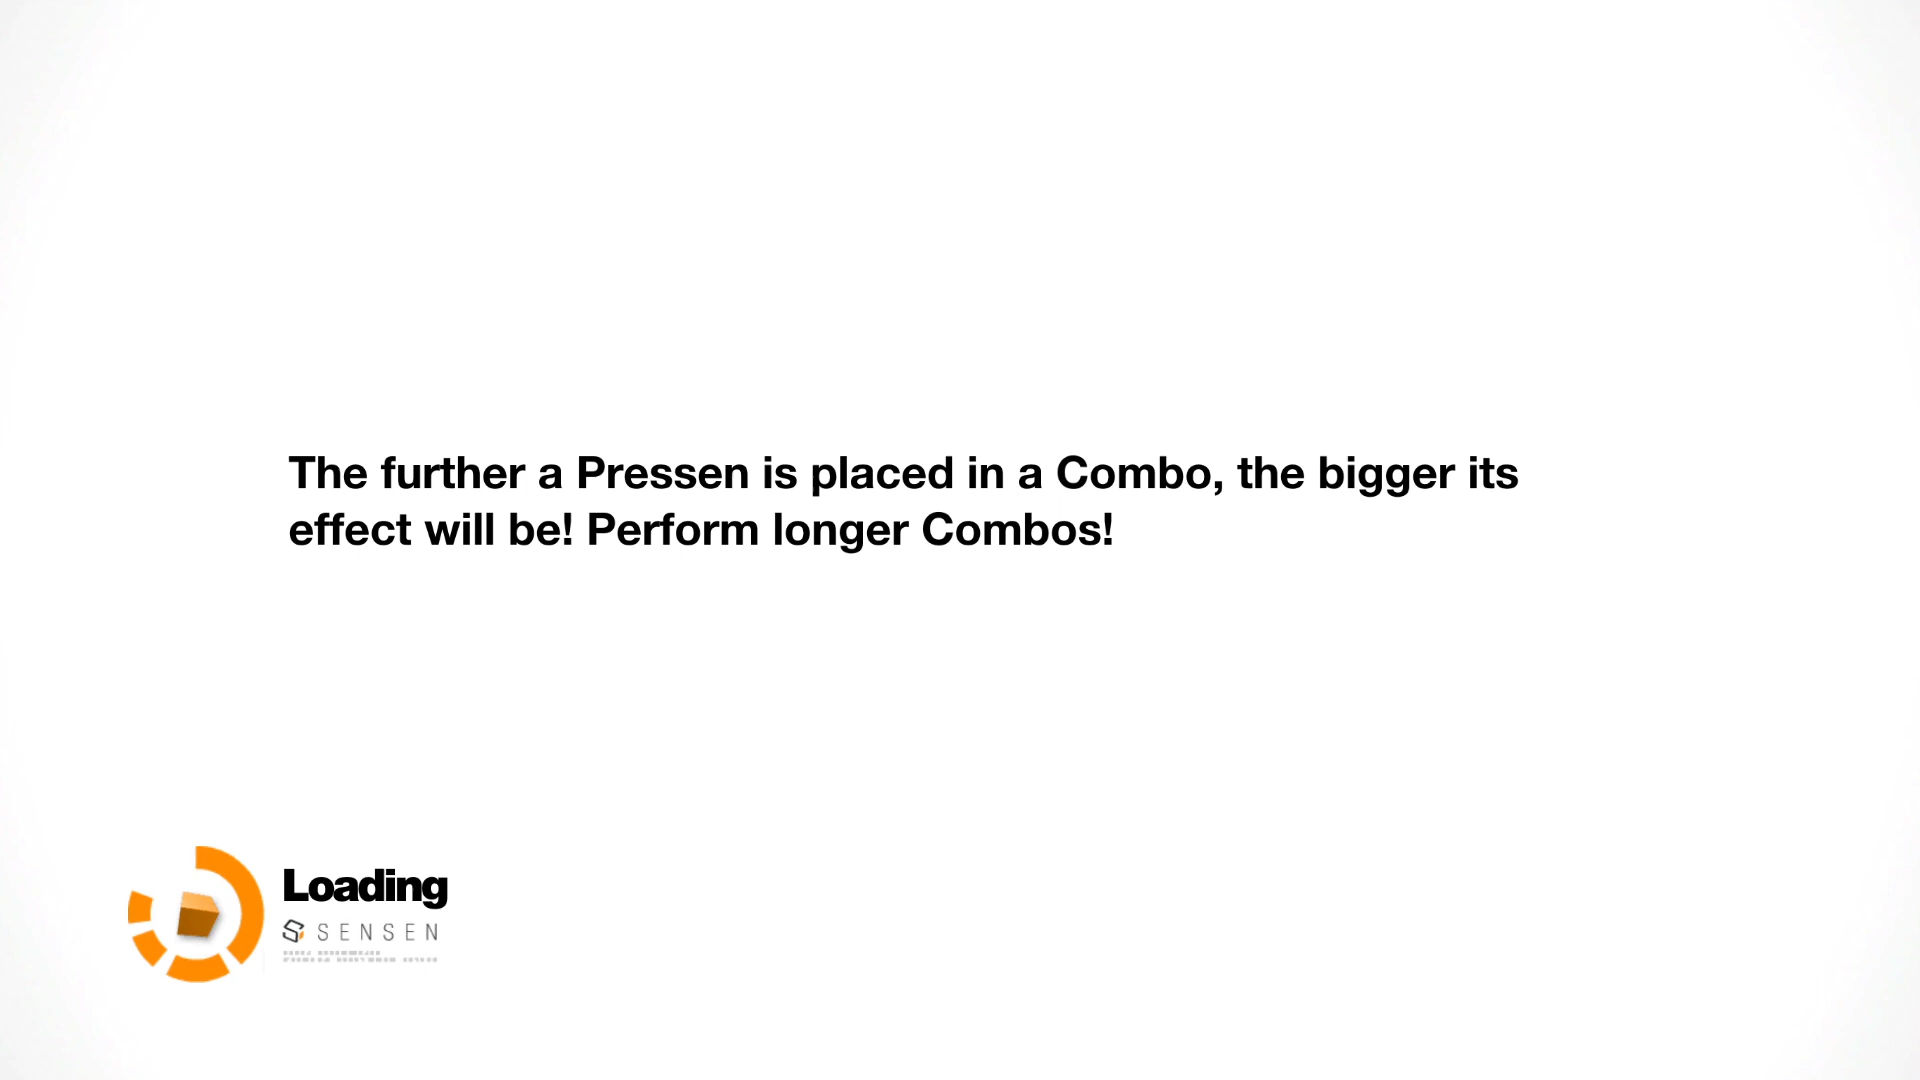 The further a Pressen is placed in a Combo, the bigger its
effect will be! Perform longer Combos!
Loading
SENSEN